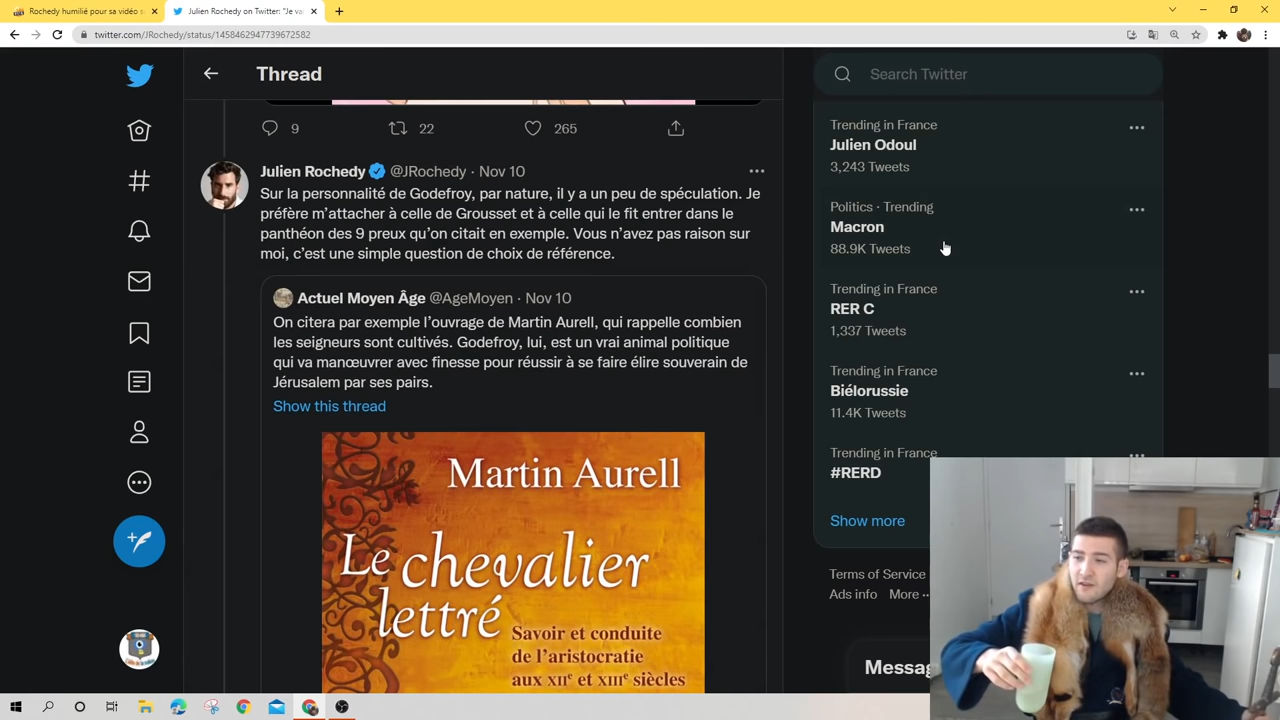 Rochedy humilié pour sa vidéo s
Julien Rochedy on Twitter: "Je va
twitter.com/JRochedy/status/1458462947739672582
Thread
Search Twitter
9
22
265
Julien Rochedy @JRochedy · Nov 10
Sur la personnalité de Godefroy, par nature, il y a un peu de spéculation. Je
préfère m'attacher à celle de Grousset et à celle qui le fit entrer dans le
panthéon des 9 preux qu'on citait en exemple. Vous n'avez pas raison sur
moi, c'est une simple question de choix de référence.
Actuel Moyen Âge @AgeMoyen · Nov 10
On citera par exemple l'ouvrage de Martin Aurell, qui rappelle combien
les seigneurs sont cultivés. Godefroy, lui, est un vrai animal politique
qui va manœuvrer avec finesse pour réussir à se faire élire souverain de
Jérusalem par ses pairs.
Show this thread
Martin Aurell
Le chevalier
lettré
Savoir et conduite
de l'aristocratie
aux XIIe et XIIIe siècles
Trending in France
Julien Odoul
3,243 Tweets
Politics · Trending
Macron
88.9K Tweets
Trending in France
RER C
1,337 Tweets
Trending in France
Biélorussie
11.4K Tweets
Trending in France
#RERD
Show more
Terms of Service
Ads info More ··
Messag